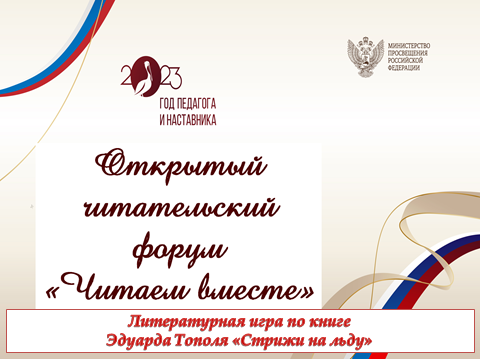 МИНИСТЕРСТВО
ПРОСВЕЩЕНИЯ
РОССИЙСКОЙ
ФЕДЕРАЦИИ
2023
ГОД ПЕДАГОГА
И НАСТАВНИКА
Открытый
читательский
форум
«Читаем вместе»
Литературная игра по книге
Эдуарда Тополя «Стрижи на льду»